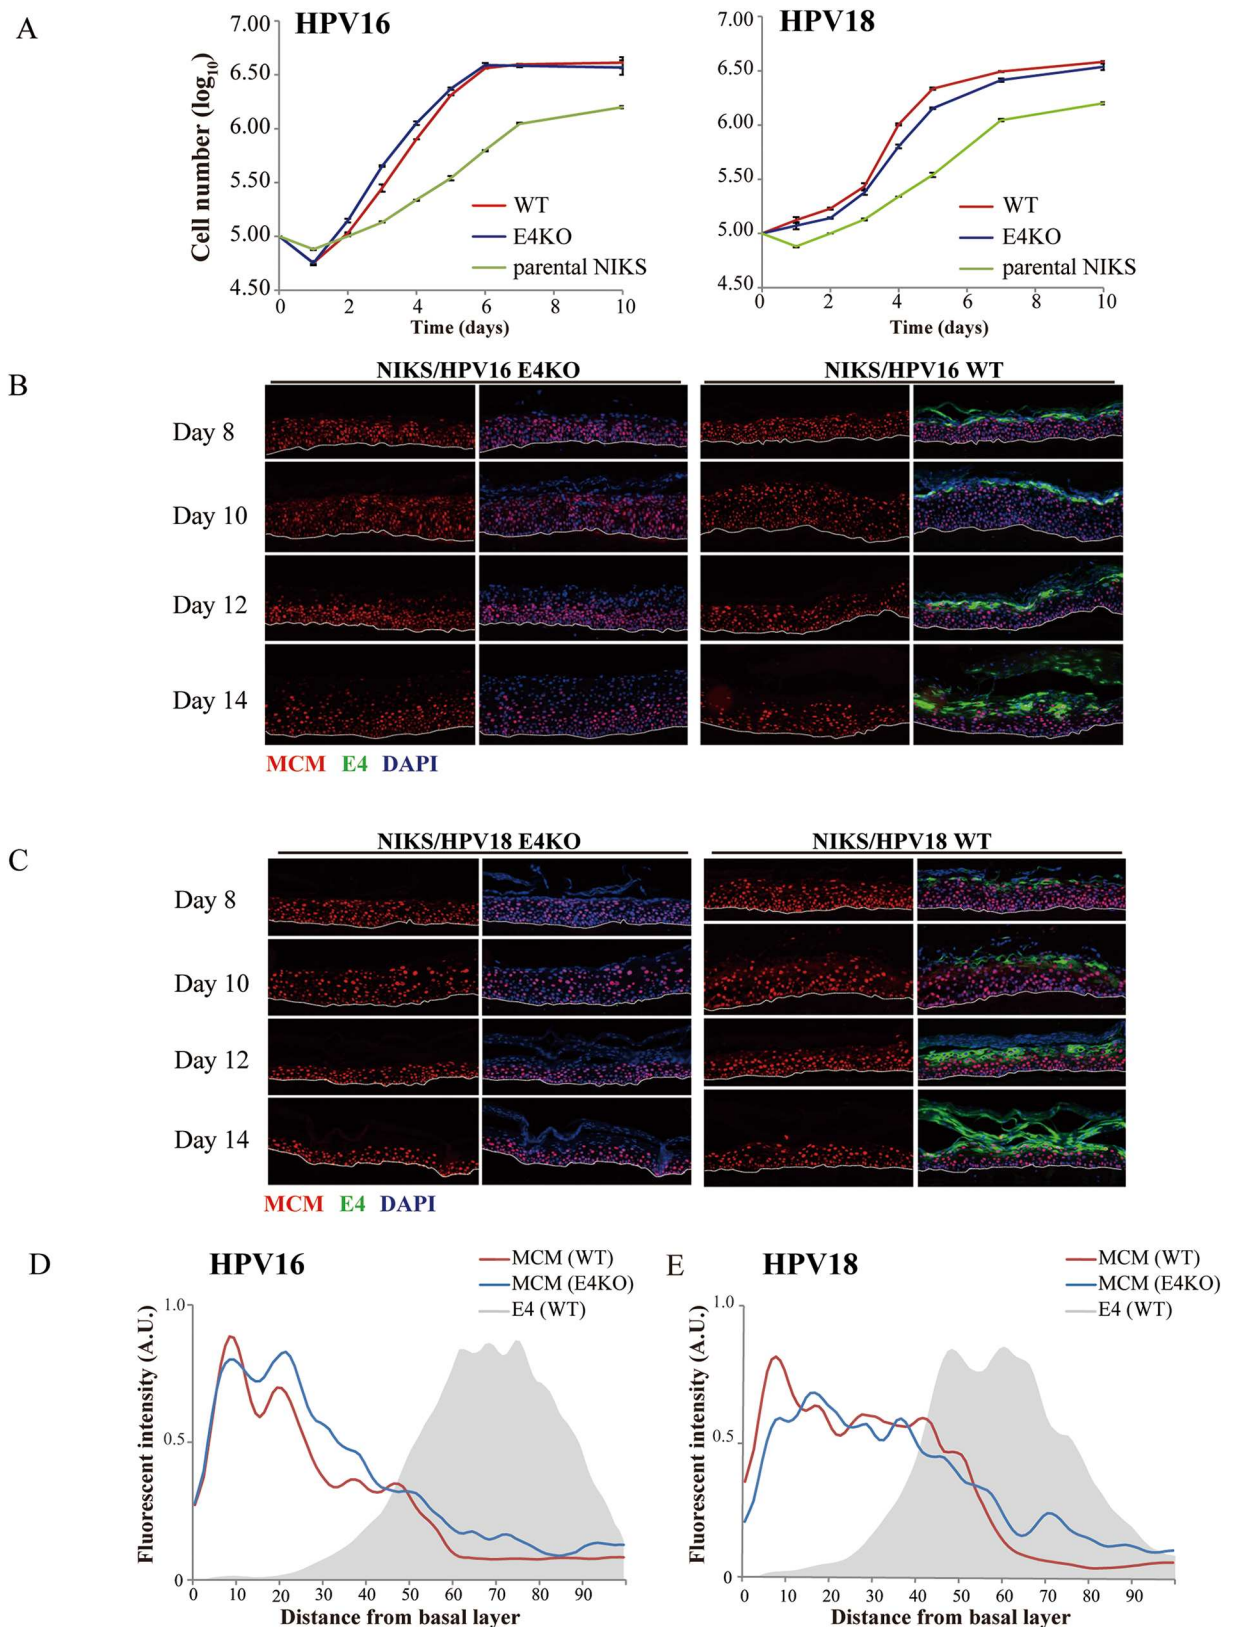 A
HPV16
HPV18
Cell number (log10)
7.00
6.50
6.00
5.50
5.00
4.50
0 2 4 6 8 10
Time (days)
WT
E4KO
parental NIKS
7.00
6.50
6.00
5.50
5.00
4.50
0 2 4 6 8 10
Time (days)
WT
E4KO
parental NIKS
B
NIKS/HPV16 E4KO
NIKS/HPV16 WT
Day 8
Day 10
Day 12
Day 14
MCM E4 DAPI
C
NIKS/HPV18 E4KO
NIKS/HPV18 WT
Day 8
Day 10
Day 12
Day 14
MCM E4 DAPI
D
HPV16
MCM (WT)
MCM (E4KO)
E4 (WT)
Fluorescent intensity (A.U.)
1.0
0.5
0
0 10 20 30 40 50 60 70 80 90
Distance from basal layer
E
HPV18
MCM (WT)
MCM (E4KO)
E4 (WT)
Fluorescent intensity (A.U.)
1.0
0.5
0
0 10 20 30 40 50 60 70 80 90
Distance from basal layer